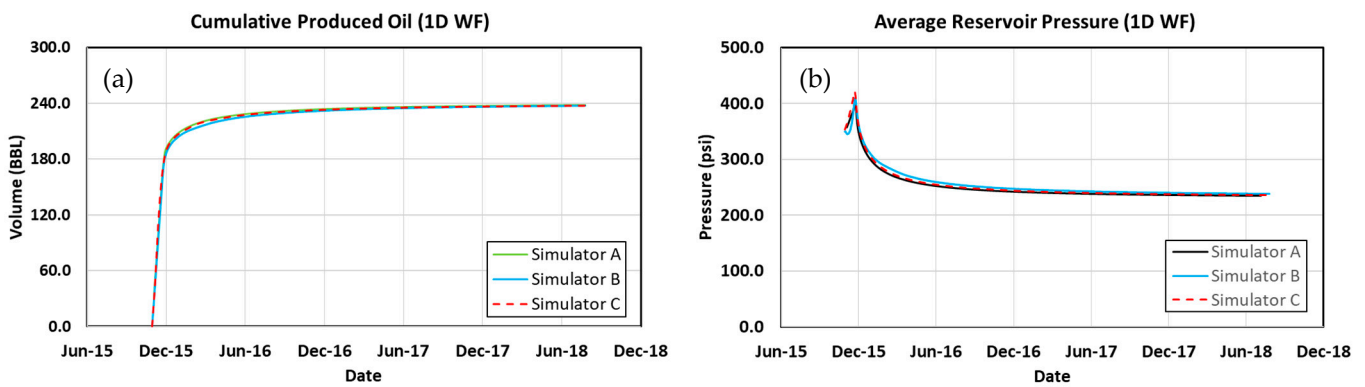 Cumulative Produced Oil (1D WF)
(a)
Volume (BBL)
300.0
240.0
180.0
120.0
60.0
0.0
Simulator A
Simulator B
Simulator C
Jun-15 Dec-15 Jun-16 Dec-16 Jun-17 Dec-17 Jun-18 Dec-18
Date
Average Reservoir Pressure (1D WF)
(b)
Pressure (psi)
500.0
400.0
300.0
200.0
100.0
0.0
Simulator A
Simulator B
Simulator C
Jun-15 Dec-15 Jun-16 Dec-16 Jun-17 Dec-17 Jun-18 Dec-18
Date